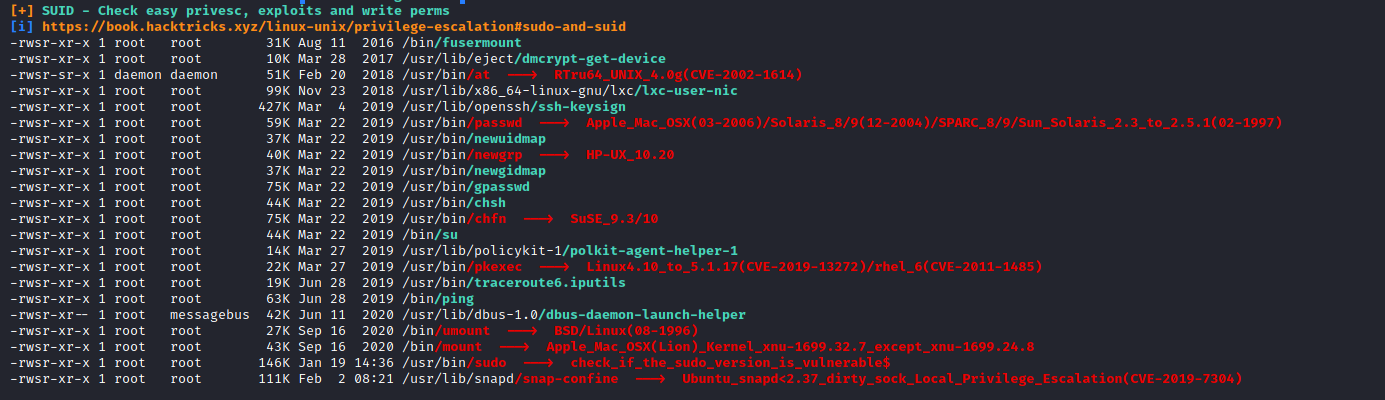 [+] SUID - Check easy privesc, exploits and write perms
[i] https://book.hacktricks.xyz/linux-unix/privilege-escalation#sudo-and-suid
-rwsr-xr-x 1 root   root        31K Aug 11  2016 /bin/fusermount
-rwsr-xr-x 1 root   root        10K Mar 28  2017 /usr/lib/eject/dmcrypt-get-device
-rwsr-sr-x 1 daemon daemon      51K Feb 20  2018 /usr/bin/at  --->  RTru64_UNIX_4.0g(CVE-2002-1614)
-rwsr-xr-x 1 root   root        99K Nov 23  2018 /usr/lib/x86_64-linux-gnu/lxc/lxc-user-nic
-rwsr-xr-x 1 root   root       427K Mar  4  2019 /usr/lib/openssh/ssh-keysign
-rwsr-xr-x 1 root   root        59K Mar 22  2019 /usr/bin/passwd  --->  Apple_Mac_OSX(03-2006)/Solaris_8/9(12-2004)/SPARC_8/9/Sun_Solaris_2.3_to_2.5.1(02-1997)
-rwsr-xr-x 1 root   root        37K Mar 22  2019 /usr/bin/newuidmap
-rwsr-xr-x 1 root   root        40K Mar 22  2019 /usr/bin/newgrp  --->  HP-UX_10.20
-rwsr-xr-x 1 root   root        37K Mar 22  2019 /usr/bin/newgidmap
-rwsr-xr-x 1 root   root        75K Mar 22  2019 /usr/bin/gpasswd
-rwsr-xr-x 1 root   root        44K Mar 22  2019 /usr/bin/chsh
-rwsr-xr-x 1 root   root        75K Mar 22  2019 /usr/bin/chfn  --->  SuSE_9.3/10
-rwsr-xr-x 1 root   root        44K Mar 22  2019 /bin/su
-rwsr-xr-x 1 root   root        14K Mar 27  2019 /usr/lib/policykit-1/polkit-agent-helper-1
-rwsr-xr-x 1 root   root        22K Mar 27  2019 /usr/bin/pkexec  --->  Linux4.10_to_5.1.17(CVE-2019-13272)/rhel_6(CVE-2011-1485)
-rwsr-xr-x 1 root   root        19K Jun 28  2019 /usr/bin/traceroute6.iputils
-rwsr-xr-x 1 root   root        63K Jun 28  2019 /bin/ping
-rwsr-xr-- 1 root   messagebus  42K Jun 11  2020 /usr/lib/dbus-1.0/dbus-daemon-launch-helper
-rwsr-xr-x 1 root   root        27K Sep 16  2020 /bin/umount  --->  BSD/Linux(08-1996)
-rwsr-xr-x 1 root   root        43K Sep 16  2020 /bin/mount  --->  Apple_Mac_OSX(Lion)_Kernel_xnu-1699.32.7_except_xnu-1699.24.8
-rwsr-xr-x 1 root   root       146K Jan 19 14:36 /usr/bin/sudo  --->  check_if_the_sudo_version_is_vulnerable$
-rwsr-xr-x 1 root   root       111K Feb  2 08:21 /usr/lib/snapd/snap-confine  --->  Ubuntu_snapd<2.37_dirty_sock_Local_Privilege_Escalation(CVE-2019-7304)